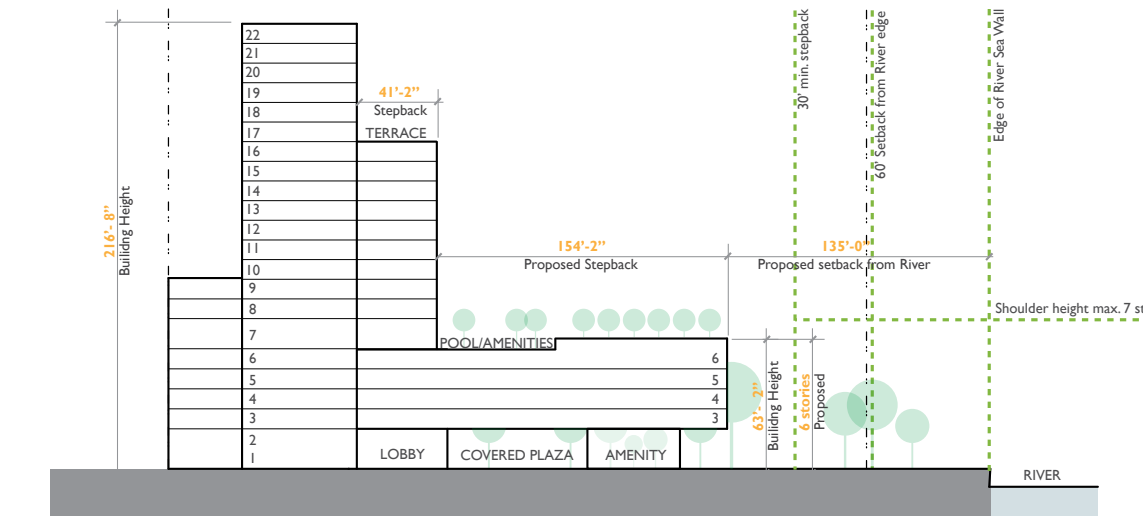 22
21
20
19
18
17
16
15
14
13
12
11
10
9
8
7
6
5
4
3
2
1
216'- 8"
Builidng Height
41'-2"
Stepback
TERRACE
154'-2"
Proposed Stepback
135'-0"
Proposed setback from River
30' min. stepback
60' Setback from River edge
Edge of River Sea Wall
Shoulder height max. 7 st
POOL/AMENITIES
6
5
4
3
63'- 2"
Builidng Height
6 stories
Proposed
LOBBY
COVERED PLAZA
AMENITY
RIVER